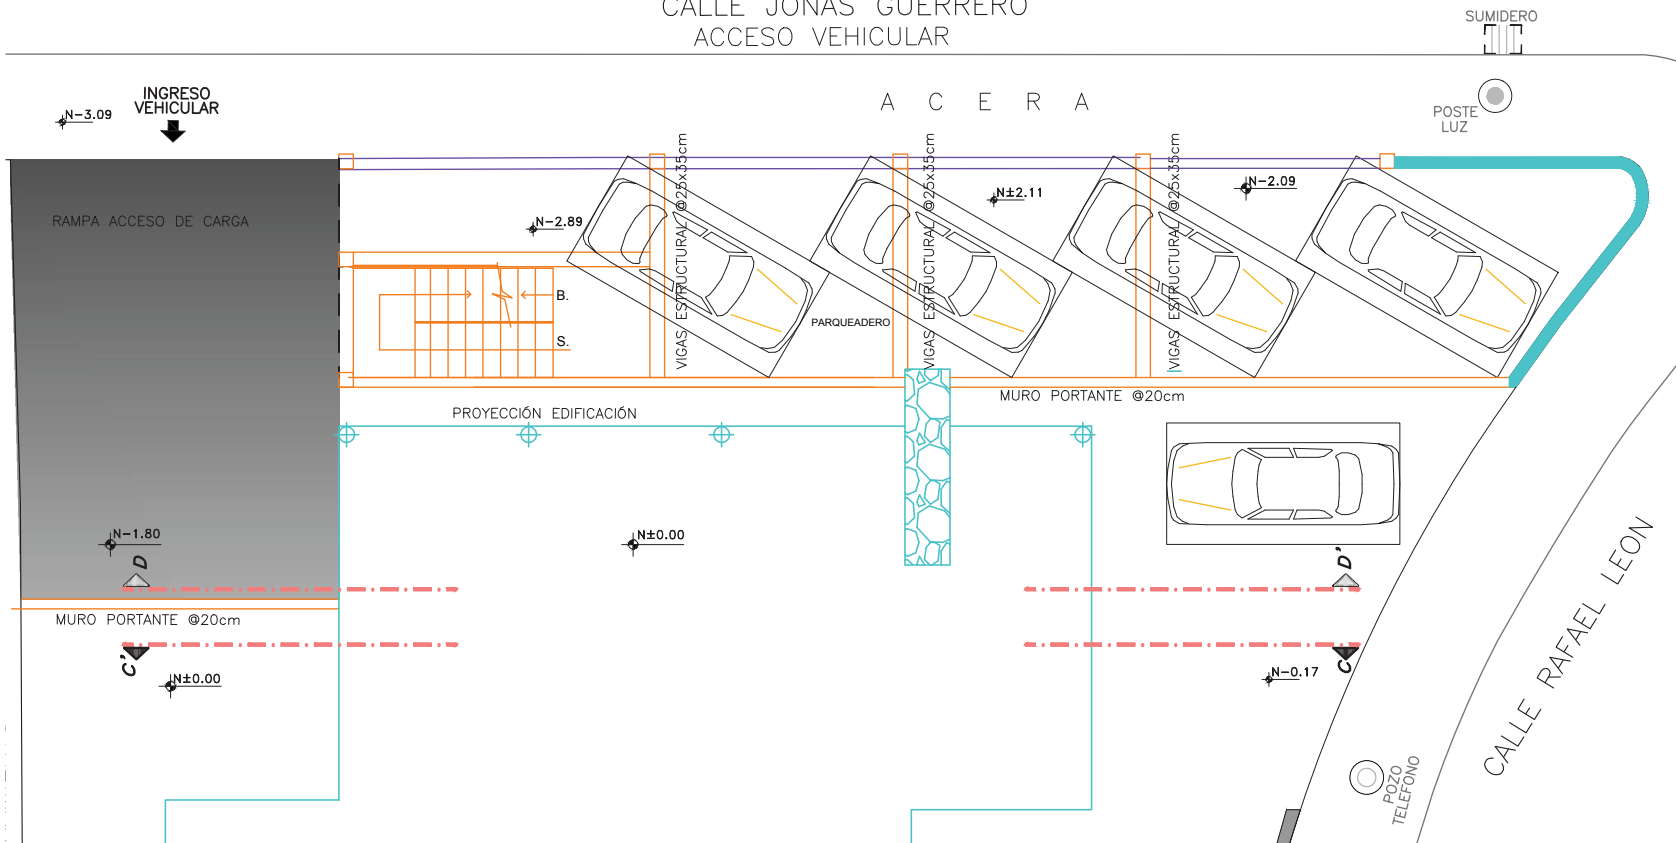 CALLE JONAS GUERRERO
ACCESO VEHICULAR
SUMIDERO
INGRESO
VEHICULAR
N-3.09
A C E R A
POSTE
LUZ
RAMPA ACCESO DE CARGA
N-2.89
VIGAS ESTRUCTURAL @25x35cm
VIGAS ESTRUCTURAL @25x35cm
N±2.11
VIGAS ESTRUCTURAL @25x35cm
N-2.09
B.
S.
PARQUEADERO
MURO PORTANTE @20cm
PROYECCIÓN EDIFICACIÓN
N-1.80
N±0.00
D
D'
MURO PORTANTE @20cm
C'
C
N±0.00
N-0.17
CALLE RAFAEL LEON
POZO
TELEFONO